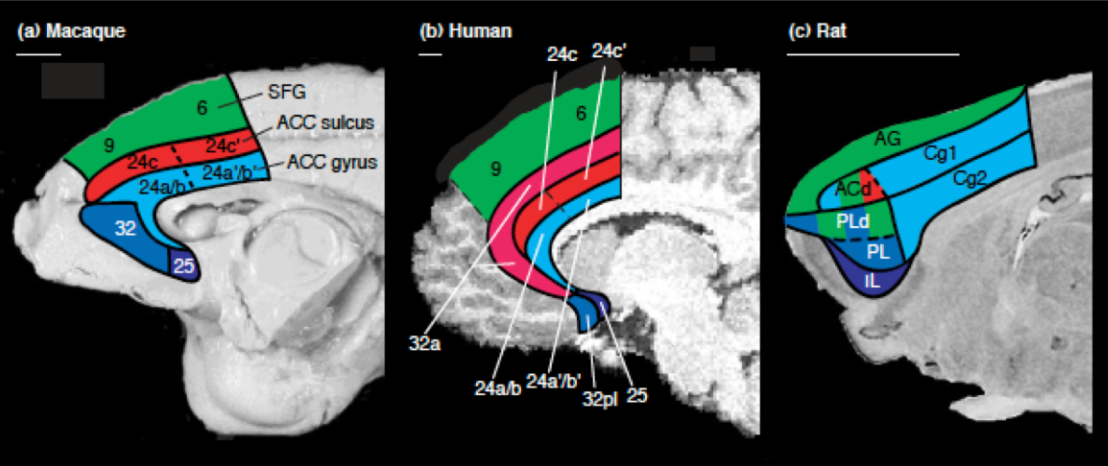 (a) Macaque
6
SFG
ACC sulcus
9
24c
24c'
24a/b
24a'/b'
ACC gyrus
32
25
(b) Human
24c
24c'
6
9
32a
24a/b
24a'/b'
32pl
25
(c) Rat
AG
Cg1
Cg2
ACd
PLd
PL
IL